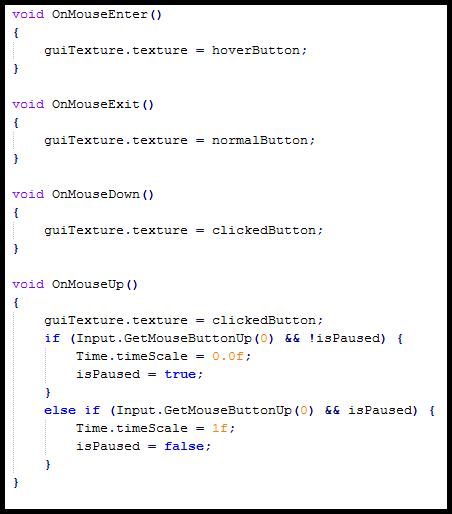 void OnMouseEnter()
{
    guiTexture.texture = hoverButton;
}

void OnMouseExit()
{
    guiTexture.texture = normalButton;
}

void OnMouseDown()
{
    guiTexture.texture = clickedButton;
}

void OnMouseUp()
{
    guiTexture.texture = clickedButton;
    if (Input.GetMouseButtonUp(0) && !isPaused) {
        Time.timeScale = 0.0f;
        isPaused = true;
    }
    else if (Input.GetMouseButtonUp(0) && isPaused) {
        Time.timeScale = 1f;
        isPaused = false;
    }
}